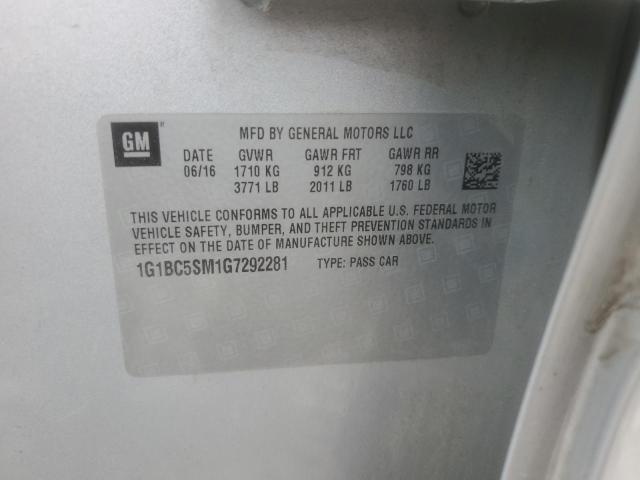 GM
MFD BY GENERAL MOTORS LLC
DATE GVWR GAWR FRT GAWR RR
06/16 1710 KG 912 KG 798 KG
3771 LB 2011 LB 1760 LB
THIS VEHICLE CONFORMS TO ALL APPLICABLE U.S. FEDERAL MOTOR
VEHICLE SAFETY, BUMPER, AND THEFT PREVENTION STANDARDS IN
EFFECT ON THE DATE OF MANUFACTURE SHOWN ABOVE.
1G1BC5SM1G7292281 TYPE: PASS CAR